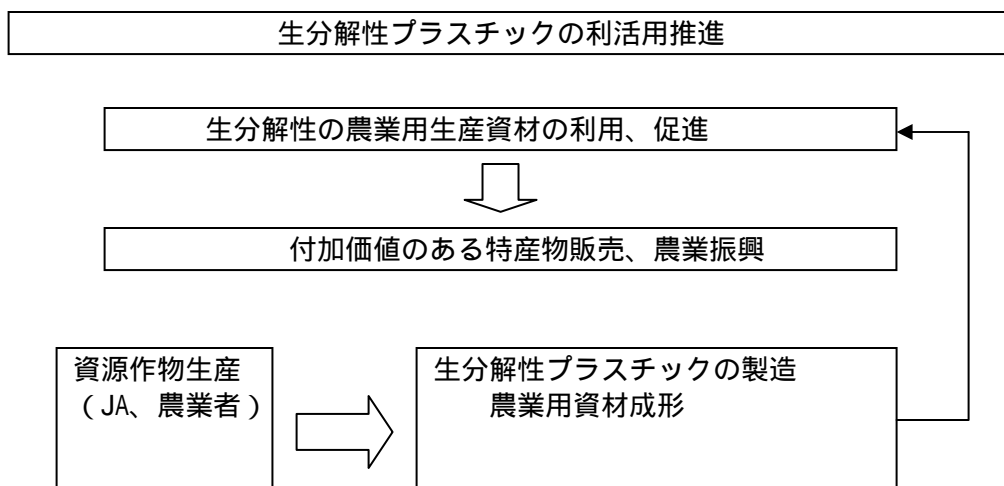 生分解性プラスチックの利活用推進
生分解性の農業用生産資材の利用、促進
付加価値のある特産物販売、農業振興
資源作物生産
（JA、農業者）
生分解性プラスチックの製造
農業用資材成形